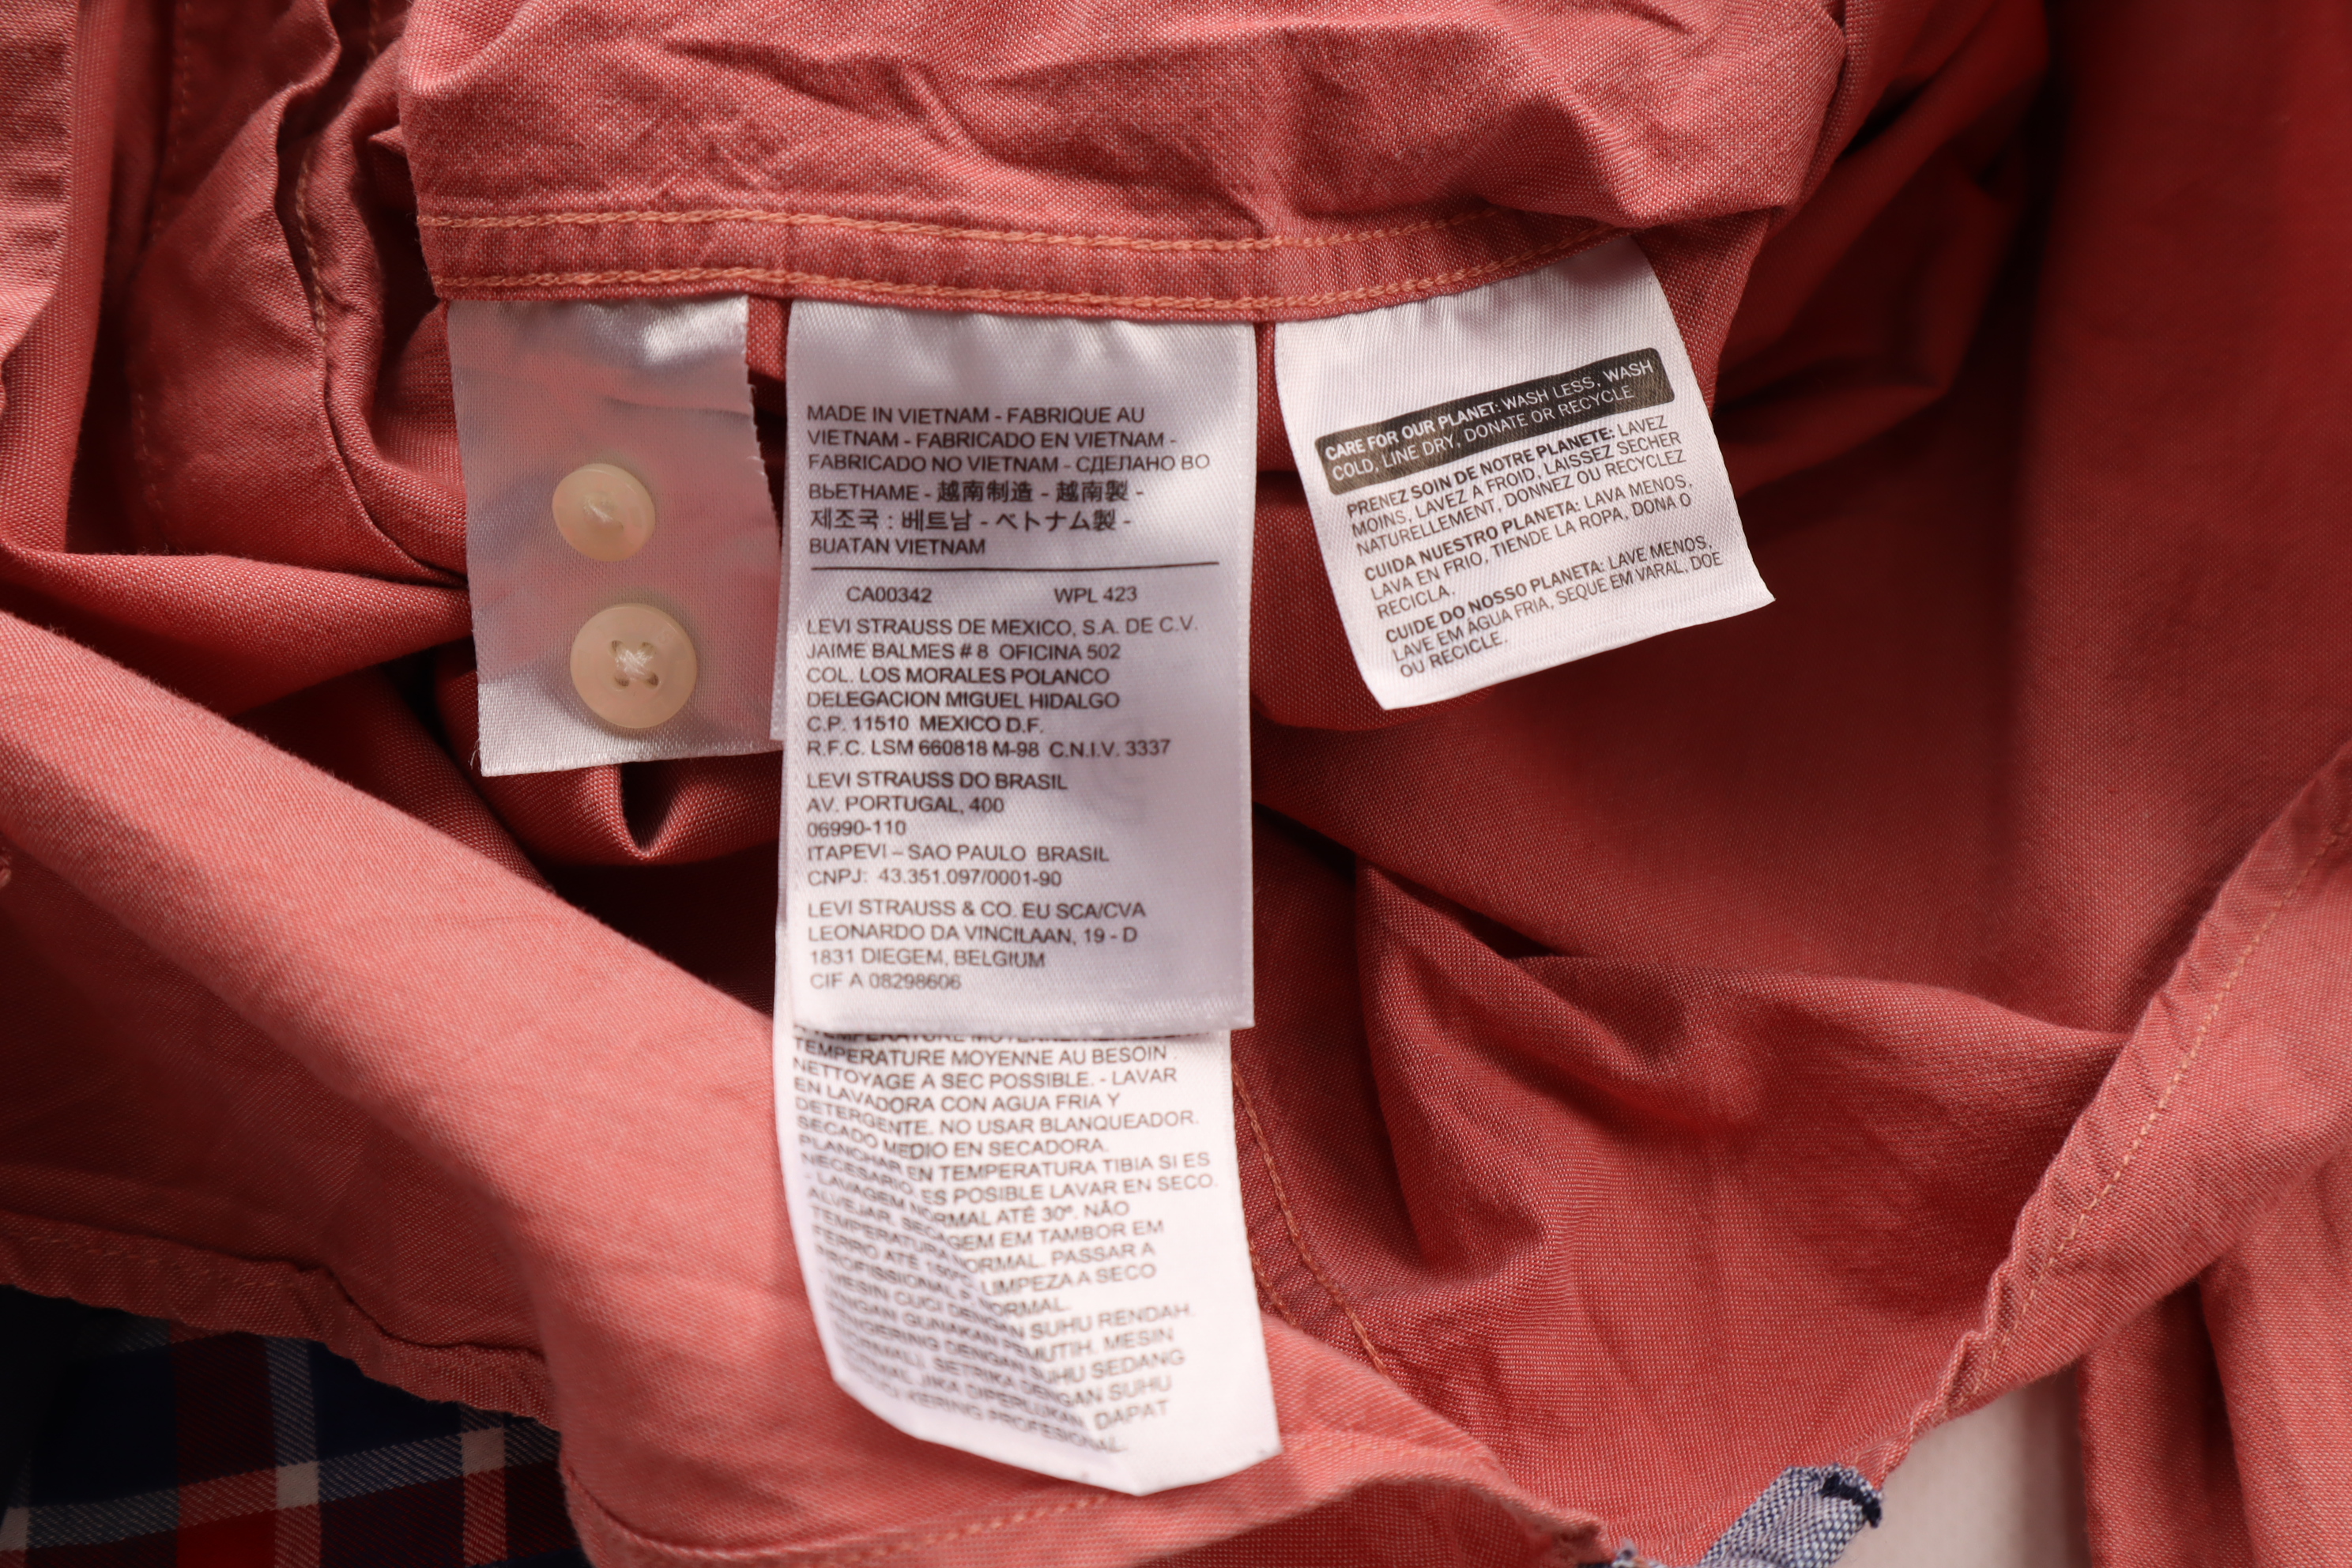 MADE IN VIETNAM - FABRIQUE AU
VIETNAM - FABRICADO EN VIETNAM -
FABRICADO NO VIETNAM - СДЕЛАНО ВО
ВЬЕТНАМЕ - 越南制造 - 越南製 -
제조국 : 베트남 - ベトナム製 -
BUATAN VIETNAM
CA00342 WPL 423
LEVI STRAUSS DE MEXICO, S.A. DE C.V.
JAIME BALMES # 8 OFICINA 502
COL. LOS MORALES POLANCO
DELEGACION MIGUEL HIDALGO
C.P. 11510 MEXICO D.F.
R.F.C. LSM 660818 M-98 C.N.I.V. 3337
LEVI STRAUSS DO BRASIL
AV. PORTUGAL, 400
06990-110
ITAPEVI – SAO PAULO BRASIL
CNPJ: 43.351.097/0001-90
LEVI STRAUSS & CO. EU SCA/CVA
LEONARDO DA VINCILAAN, 19 - D
1831 DIEGEM, BELGIUM
CIF A 08298606
TEMPERATURE MOYENNE AU BESOIN.
NETTOYAGE A SEC POSSIBLE. - LAVAR
EN LAVADORA CON AGUA FRIA Y
DETERGENTE. NO USAR BLANQUEADOR.
SECADO MEDIO EN SECADORA.
PLANCHAR EN TEMPERATURA TIBIA SI ES
NECESARIO. ES POSIBLE LAVAR EN SECO.
- LAVAGEM NORMAL ATÉ 30º. NÃO
ALVEJAR. SECAGEM EM TAMBOR EM
TEMPERATURA NORMAL. PASSAR A
FERRO ATÉ LIMPEZA A SECO
PROFISSIONAL NORMAL.
MESIN CUCI DENGAN SUHU RENDAH.
MESIN
SUHU SEDANG
SETRIKA DENGAN SUHU
JIKA DIPERLUKAN. DAPAT
KERING PROFESIONAL.
CARE FOR OUR PLANET: WASH LESS, WASH
COLD, LINE DRY, DONATE OR RECYCLE
PRENEZ SOIN DE NOTRE PLANETE: LAVEZ
MOINS, LAVEZ A FROID, LAISSEZ SECHER
NATURELLEMENT, DONNEZ OU RECYCLEZ
CUIDA NUESTRO PLANETA: LAVA MENOS,
LAVA EN FRIO, TIENDE LA ROPA, DONA O
RECICLA.
CUIDE DO NOSSO PLANETA: LAVE MENOS,
LAVE EM ÁGUA FRIA, SEQUE EM VARAL, DOE
OU RECICLE.